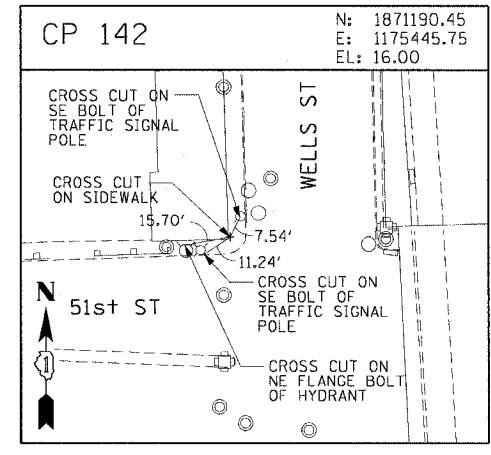 CP 142
N: 1871190.45
E: 1175445.75
EL: 16.00
CROSS CUT ON
SE BOLT OF
TRAFFIC SIGNAL
POLE
WELLS ST
CROSS CUT
ON SIDEWALK
15.70'
7.54'
11.24'
CROSS CUT ON
SE BOLT OF
TRAFFIC SIGNAL
POLE
N
51st ST
1
CROSS CUT ON
NE FLANGE BOLT
OF HYDRANT